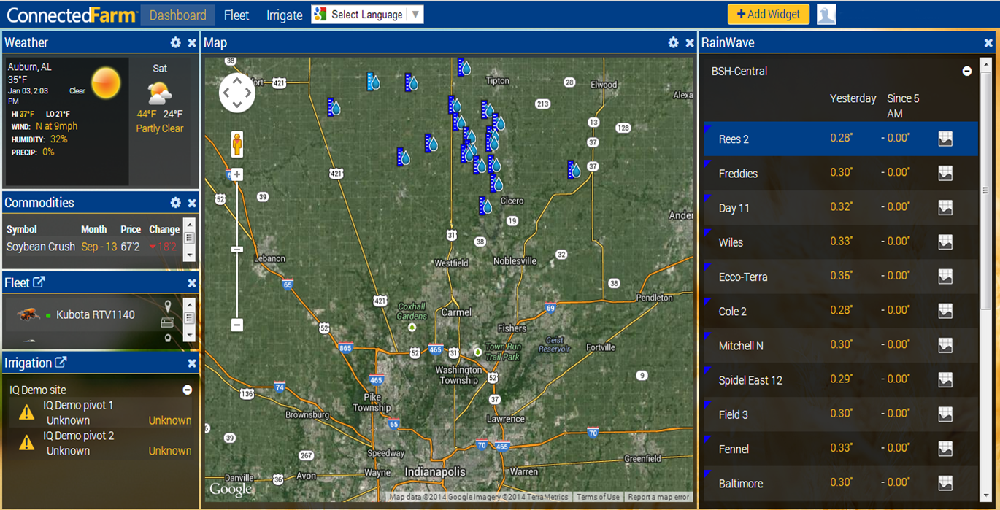 ConnectedFarm™ Dashboard Fleet Irrigate Select Language ▼ + Add Widget
Weather
Auburn, AL
35°F
Jan 03, 2:03
PM
Clear
HI 37°F LO 21°F
WIND: N at 9mph
HUMIDITY: 32%
PRECIP: 0%
Sat
44°F 24°F
Partly Clear
Commodities
Symbol Month Price Change
Soybean Crush Sep - 13 67'2 18'2
Fleet
Kubota RTV1140
Irrigation
IQ Demo site
IQ Demo pivot 1
Unknown Unknown
IQ Demo pivot 2
Unknown Unknown
Map
38
421
Tipton
28
Elwood
213
13
128
37
37
421
52
39
Cicero
19
31
38
Lebanon
Westfield
Noblesville
32
65
38
421
Pendleton
Coxhall
Gardens
Carmel
69
52
Fishers
865
52
465
31
Town Run
Trail Park
Geist
Reservoir
Fortville
Washington
Township
52
9
465
74
136
37
Pike
Township
Brownsburg
65
Lawrence
39
70
465
70
267
Speedway
Greenfield
Danville
36
Avon
Wayne
Indianapolis
Warren
Google
Map data ©2014 Google Imagery ©2014 TerraMetrics Terms of Use Report a map error
RainWave
BSH-Central
Yesterday Since 5
AM
Rees 2 0.28" - 0.00"
Freddies 0.30" - 0.00"
Day 11 0.32" - 0.00"
Wiles 0.33" - 0.00"
Ecco-Terra 0.35" - 0.00"
Cole 2 0.28" - 0.00"
Mitchell N 0.30" - 0.00"
Spidel East 12 0.29" - 0.00"
Field 3 0.30" - 0.00"
Fennel 0.33" - 0.00"
Baltimore 0.30" - 0.00"